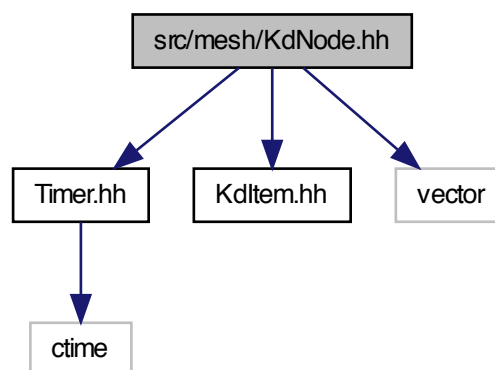 src/mesh/KdNode.hh
Timer.hh
KdItem.hh
vector
ctime